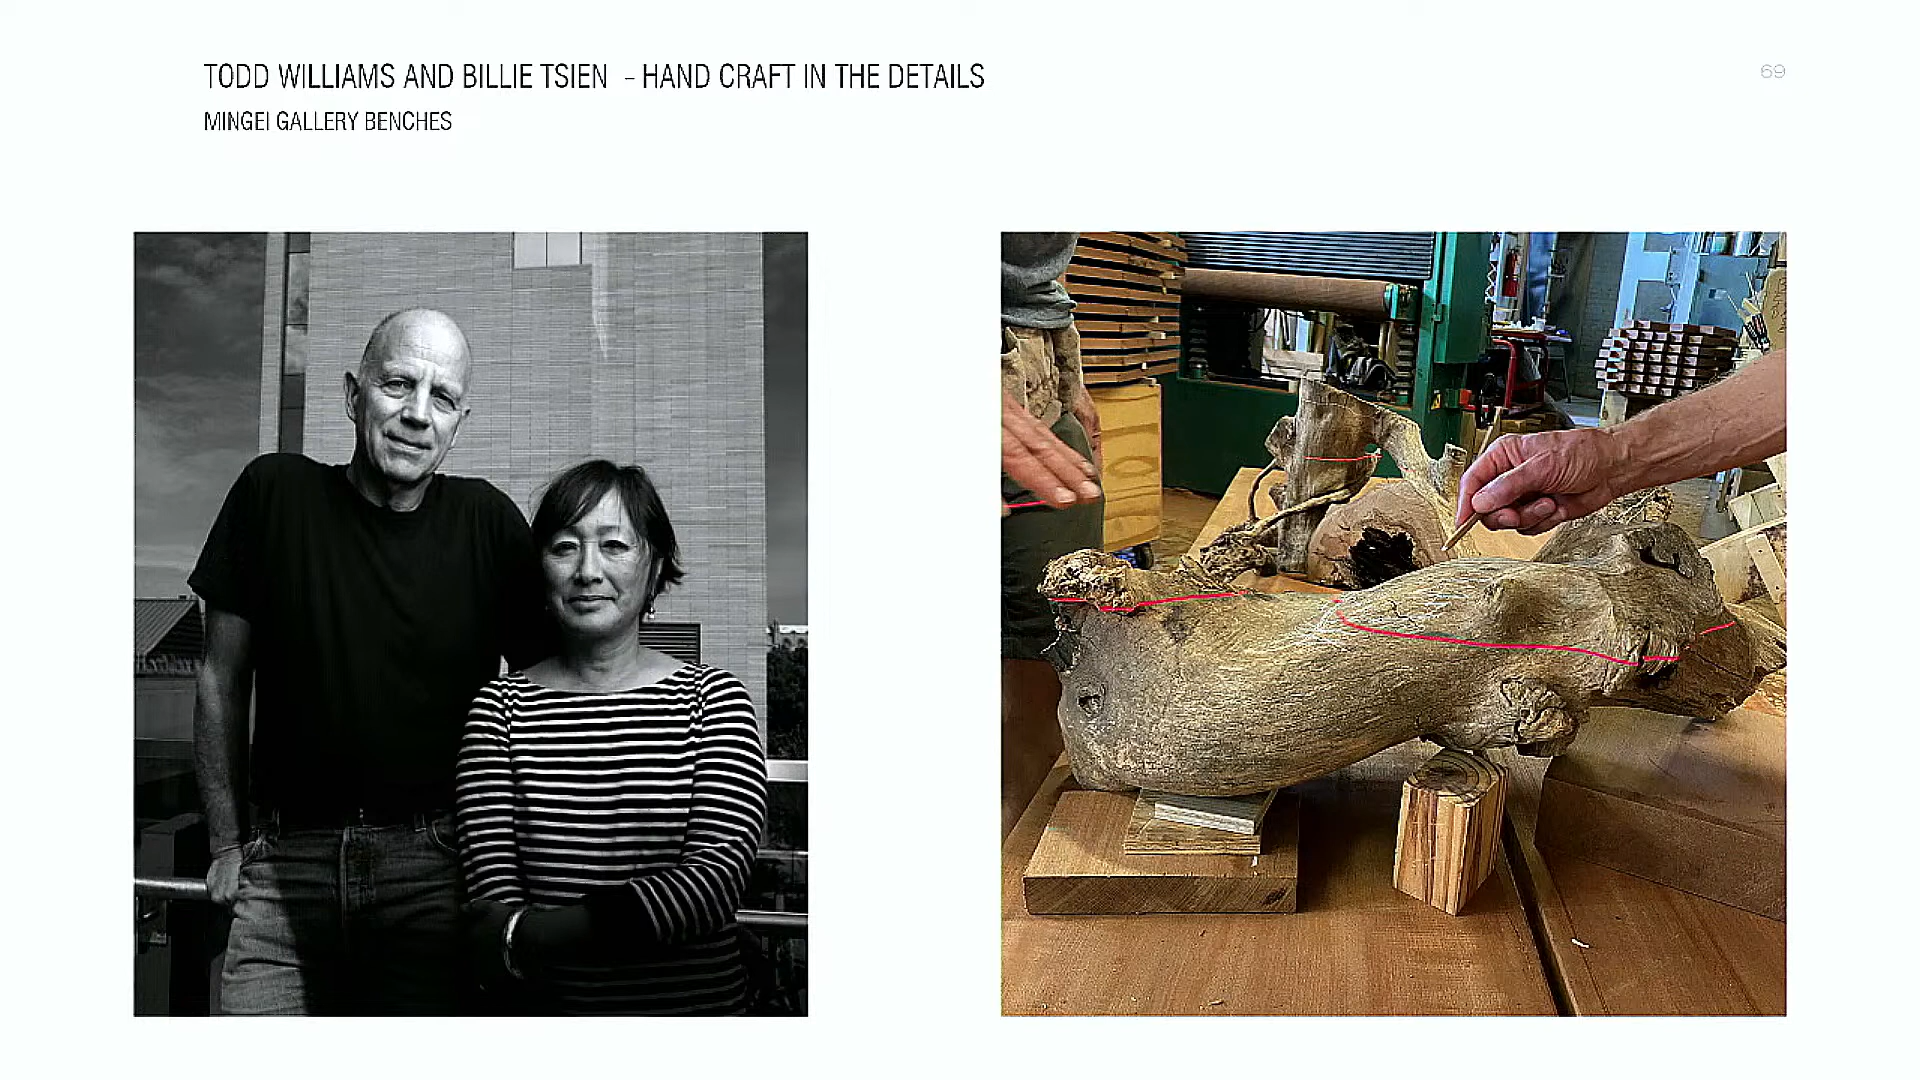 TODD WILLIAMS AND BILLIE TSIEN - HAND CRAFT IN THE DETAILS
69
MINGEI GALLERY BENCHES